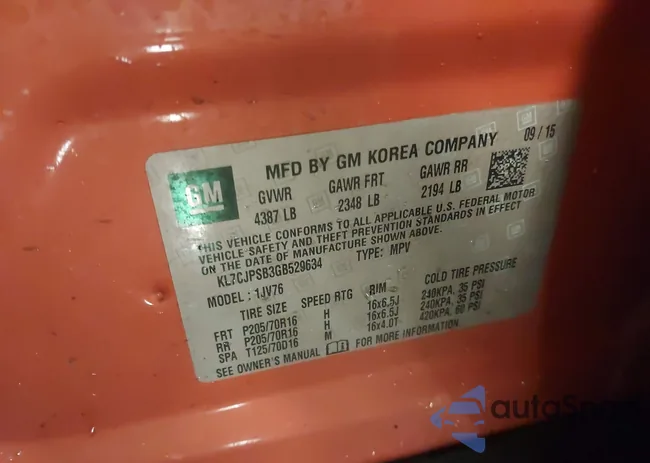 MFD BY GM KOREA COMPANY 09 / 15
GM
GVWR GAWR FRT GAWR RR
4387 LB 2348 LB 2194 LB
THIS VEHICLE CONFORMS TO ALL APPLICABLE U.S. FEDERAL MOTOR
VEHICLE SAFETY AND THEFT PREVENTION STANDARDS IN EFFECT
ON THE DATE OF MANUFACTURE SHOWN ABOVE.
KL7CJPSB3GB529634 TYPE: MPV
MODEL: 1JV76
TIRE SIZE SPEED RTG RIM COLD TIRE PRESSURE
FRT P205/70R16 H 16x6.5J 240KPA, 35 PSI
RR P205/70R16 H 16x6.5J 240KPA, 35 PSI
SPA T125/70D16 M 16x4.0T 420KPA, 60 PSI
SEE OWNER'S MANUAL FOR MORE INFORMATION